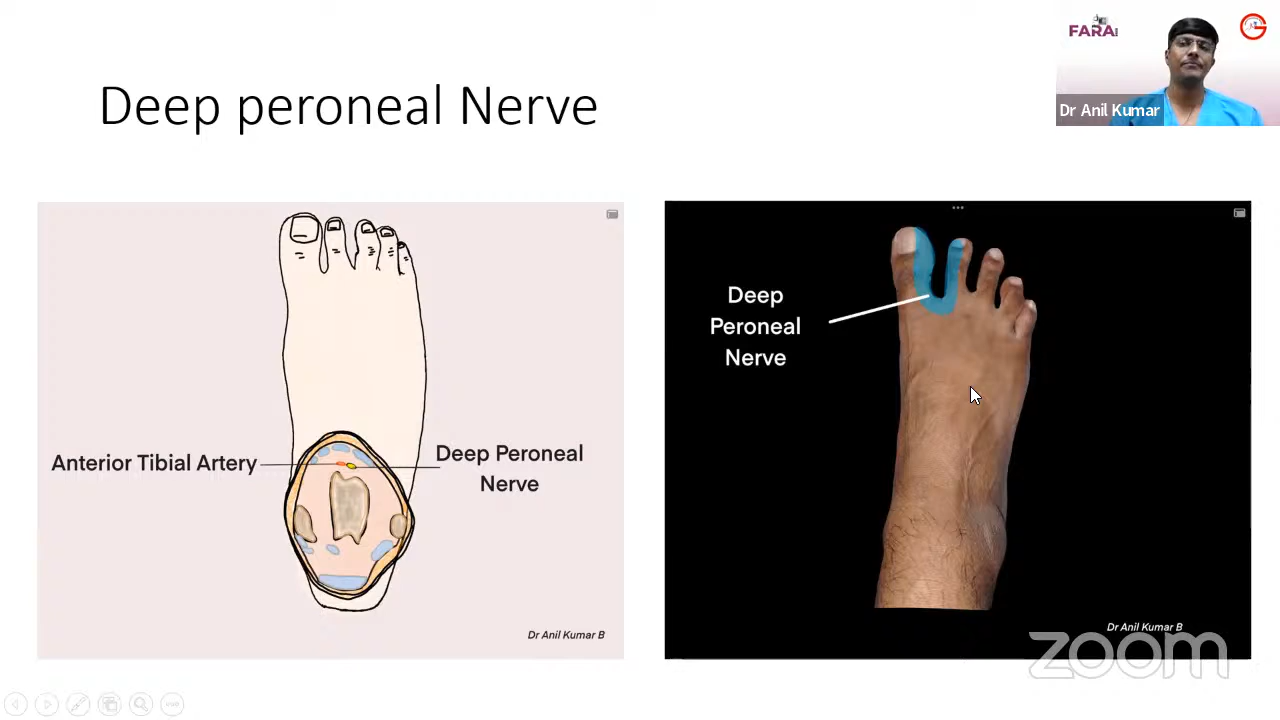 Deep peroneal Nerve
FARA
G
Dr Anil Kumar
Anterior Tibial Artery
Deep Peroneal
Nerve
Dr Anil Kumar B
Deep
Peroneal
Nerve
Dr Anil Kumar B
zoom